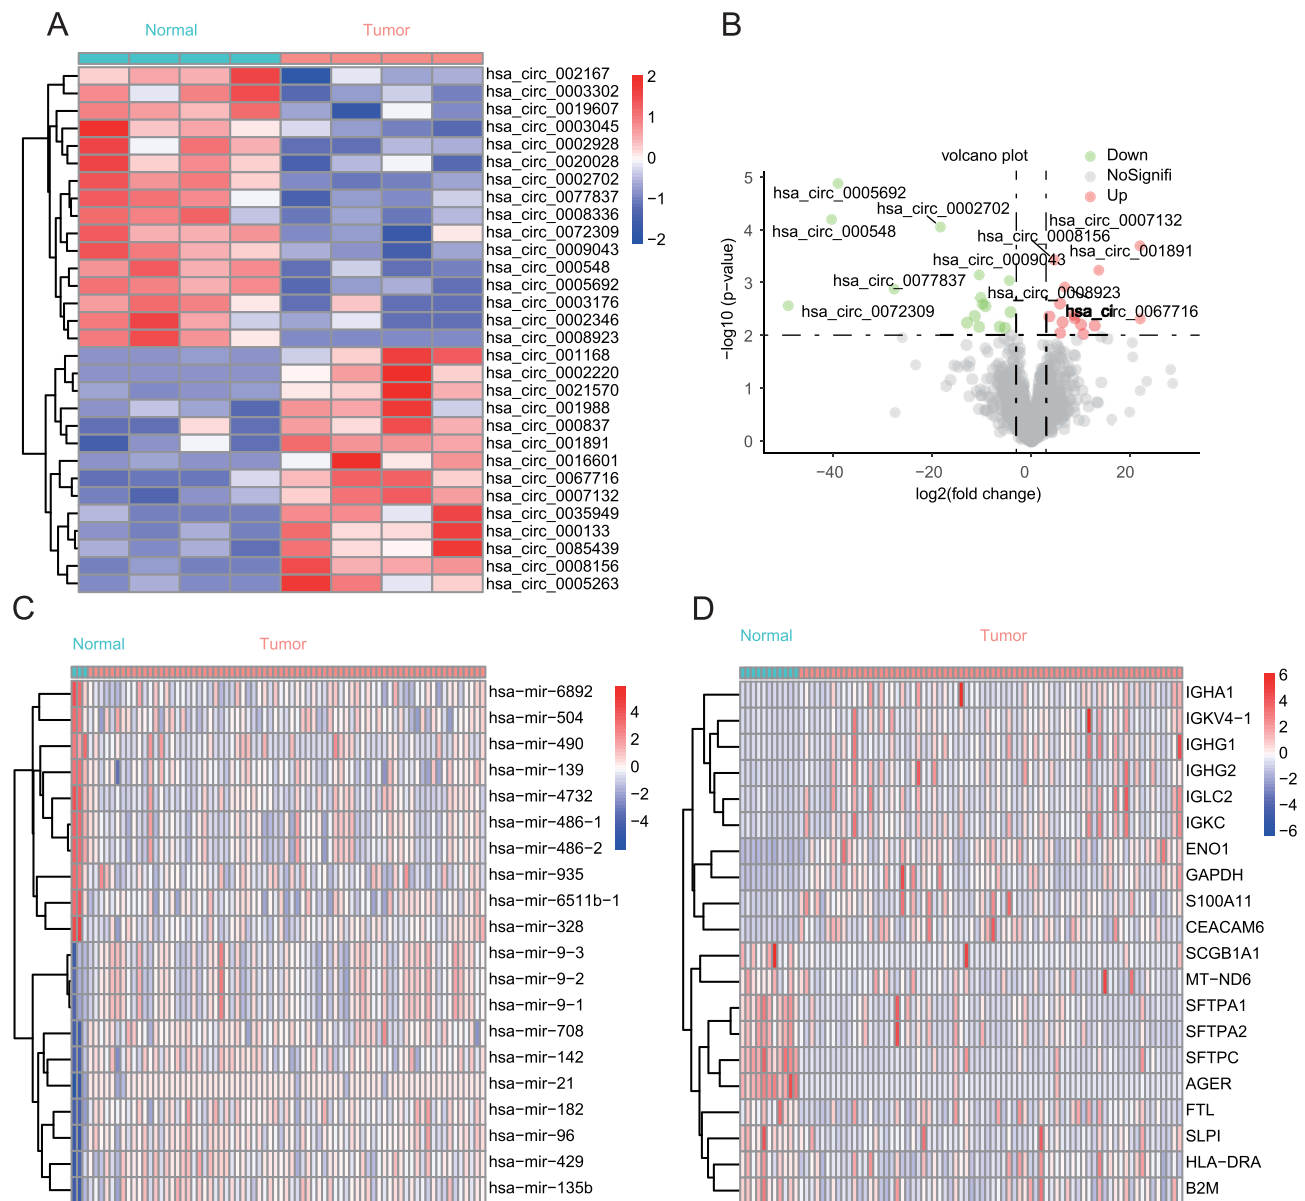 A
Normal
Tumor
hsa_circ_002167
hsa_circ_0003302
hsa_circ_0019607
hsa_circ_0003045
hsa_circ_0002928
hsa_circ_0020028
hsa_circ_0002702
hsa_circ_0077837
hsa_circ_0008336
hsa_circ_0072309
hsa_circ_0009043
hsa_circ_000548
hsa_circ_0005692
hsa_circ_0003176
hsa_circ_0002346
hsa_circ_0008923
hsa_circ_001168
hsa_circ_0002220
hsa_circ_0021570
hsa_circ_001988
hsa_circ_000837
hsa_circ_001891
hsa_circ_0016601
hsa_circ_0067716
hsa_circ_0007132
hsa_circ_0035949
hsa_circ_000133
hsa_circ_0085439
hsa_circ_0008156
hsa_circ_0005263
2
1
0
−1
−2
B
volcano plot
Down
NoSignifi
Up
hsa_circ_0005692
hsa_circ_0002702
hsa_circ_0007132
hsa_circ_000548
hsa_circ_0008156
hsa_circ_001891
hsa_circ_0009043
hsa_circ_0077837
hsa_circ_0008923
hsa_circ_0072309
hsa_ci
_0067716
5
4
3
2
1
0
−log10 (p−value)
−40
−20
0
20
log2(fold change)
C
Normal
Tumor
hsa−mir−6892
hsa−mir−504
hsa−mir−490
hsa−mir−139
hsa−mir−4732
hsa−mir−486−1
hsa−mir−486−2
hsa−mir−935
hsa−mir−6511b−1
hsa−mir−328
hsa−mir−9−3
hsa−mir−9−2
hsa−mir−9−1
hsa−mir−708
hsa−mir−142
hsa−mir−21
hsa−mir−182
hsa−mir−96
hsa−mir−429
hsa−mir−135b
4
2
0
−2
−4
D
Normal
Tumor
IGHA1
IGKV4−1
IGHG1
IGHG2
IGLC2
IGKC
ENO1
GAPDH
S100A11
CEACAM6
SCGB1A1
MT−ND6
SFTPA1
SFTPA2
SFTPC
AGER
FTL
SLPI
HLA−DRA
B2M
6
4
2
0
−2
−4
−6